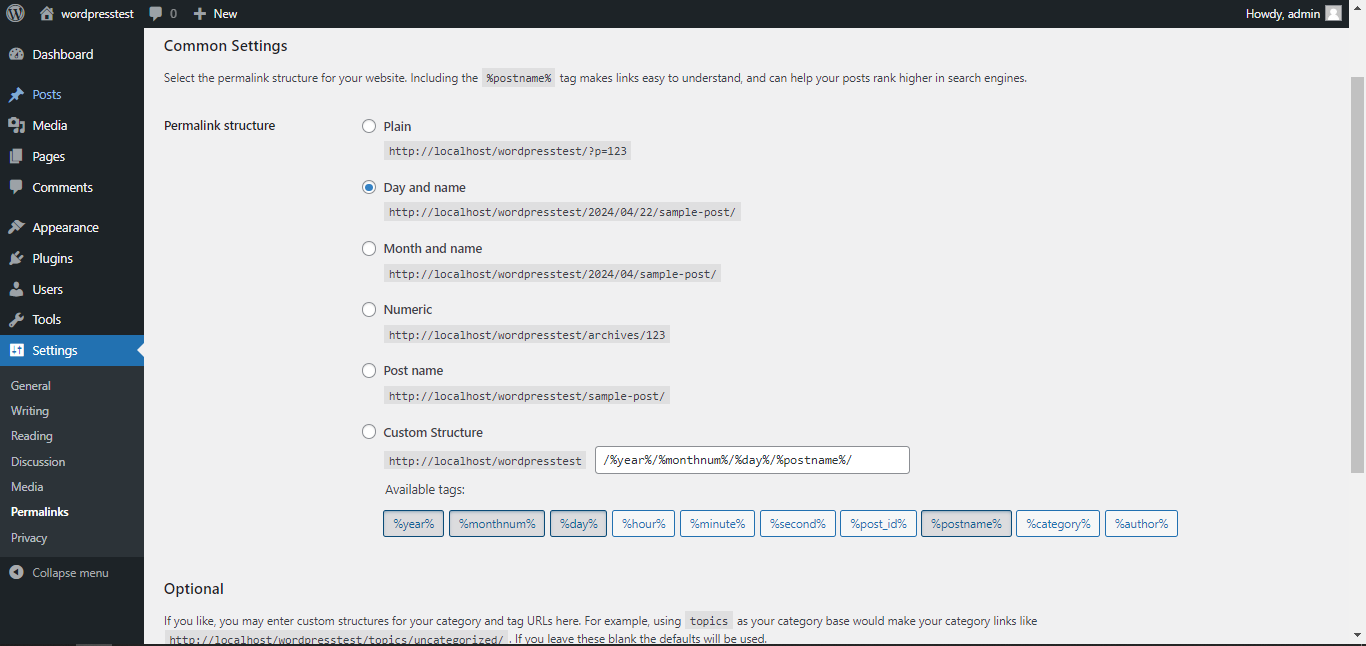 wordpresstest 0 New Howdy, admin
Dashboard
Posts
Media
Pages
Comments
Appearance
Plugins
Users
Tools
Settings
General
Writing
Reading
Discussion
Media
Permalinks
Privacy
Collapse menu
Common Settings
Select the permalink structure for your website. Including the %postname% tag makes links easy to understand, and can help your posts rank higher in search engines.
Permalink structure
Plain
http://localhost/wordpresstest/?p=123
Day and name
http://localhost/wordpresstest/2024/04/22/sample-post/
Month and name
http://localhost/wordpresstest/2024/04/sample-post/
Numeric
http://localhost/wordpresstest/archives/123
Post name
http://localhost/wordpresstest/sample-post/
Custom Structure
http://localhost/wordpresstest /%year%/%monthnum%/%day%/%postname%/
Available tags:
%year% %monthnum% %day% %hour% %minute% %second% %post_id% %postname% %category% %author%
Optional
If you like, you may enter custom structures for your category and tag URLs here. For example, using topics as your category base would make your category links like
http://localhost/wordpresstest/topics/uncategorized/ . If you leave these blank the defaults will be used.